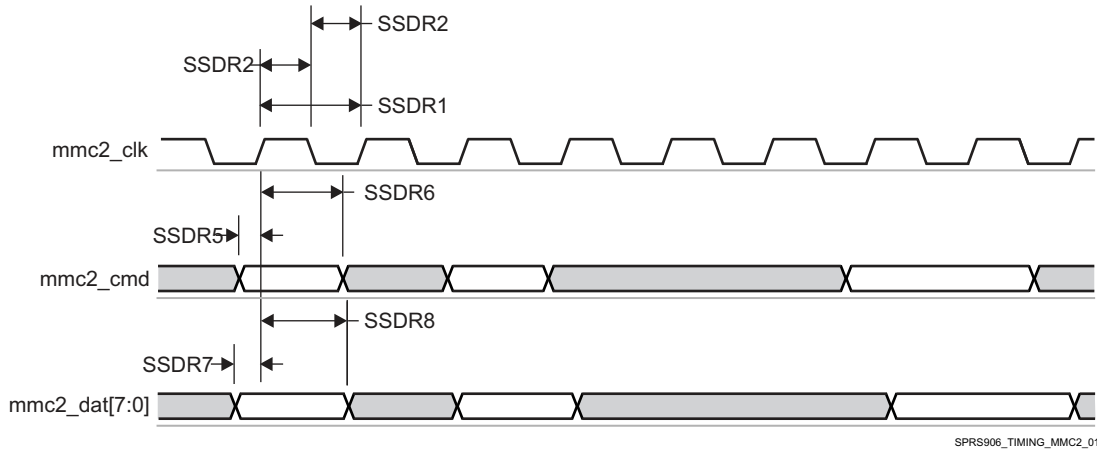 SSDR2
SSDR2
SSDR1
mmc2_clk
SSDR6
SSDR5
mmc2_cmd
SSDR8
SSDR7
mmc2_dat[7:0]
SPRS906_TIMING_MMC2_01